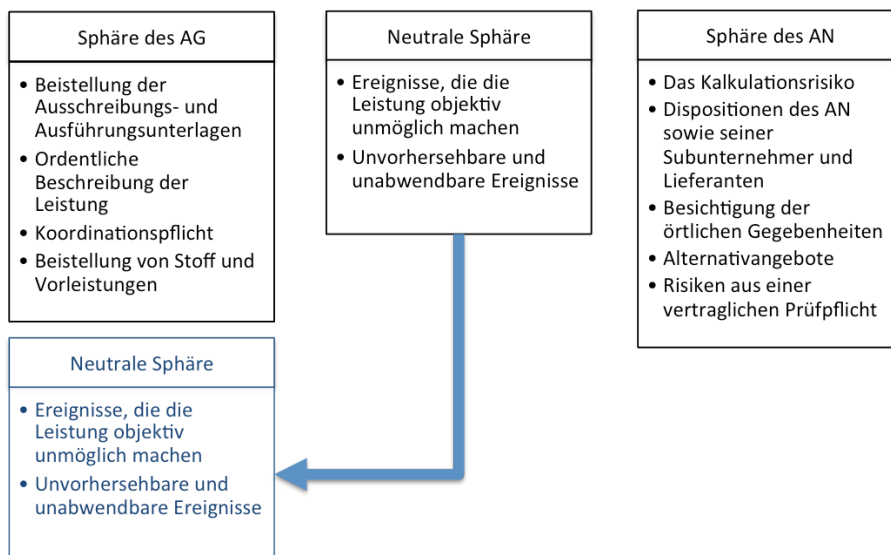 Sphäre des AG
• Beistellung der
Ausschreibungs- und
Ausführungsunterlagen
• Ordentliche
Beschreibung der
Leistung
• Koordinationspflicht
• Beistellung von Stoff und
Vorleistungen
Neutrale Sphäre
• Ereignisse, die die
Leistung objektiv
unmöglich machen
• Unvorhersehbare und
unabwendbare Ereignisse
Sphäre des AN
• Das Kalkulationsrisiko
• Dispositionen des AN
sowie seiner
Subunternehmer und
Lieferanten
• Besichtigung der
örtlichen Gegebenheiten
• Alternativangebote
• Risiken aus einer
vertraglichen Prüfpflicht
Neutrale Sphäre
• Ereignisse, die die
Leistung objektiv
unmöglich machen
• Unvorhersehbare und
unabwendbare Ereignisse